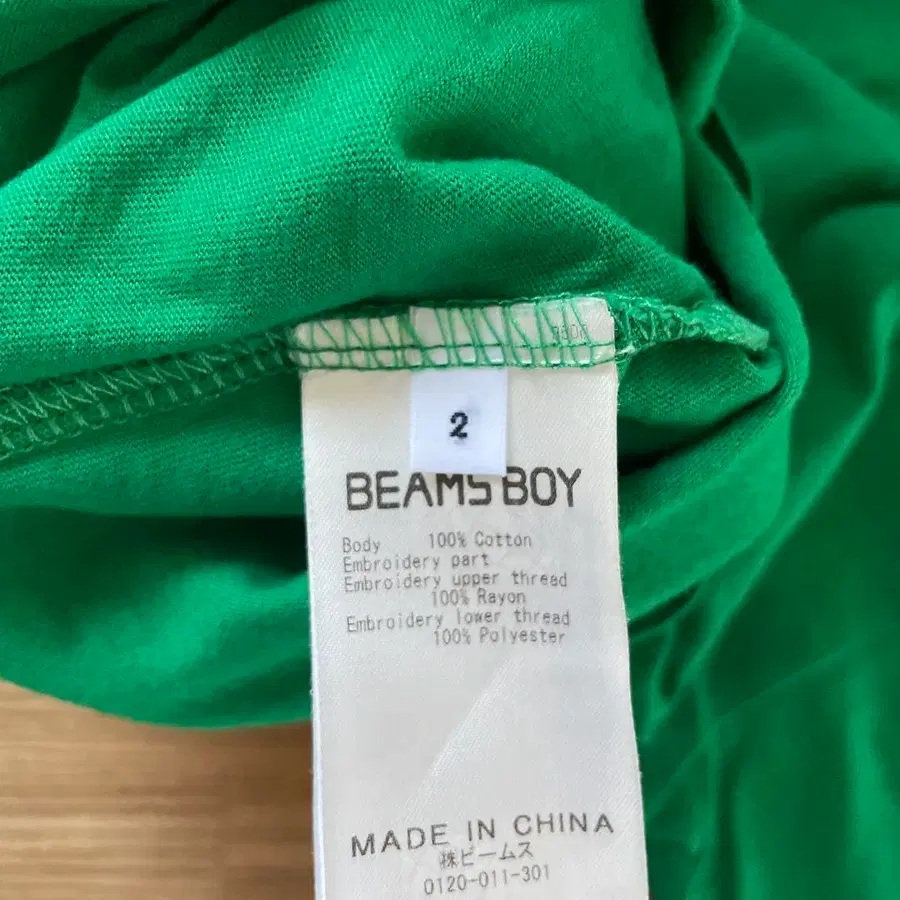 2
BEAMS BOY
Body 100% Cotton
Embroidery part
Embroidery upper thread
100% Rayon
Embroidery lower thread
100% Polyester
MADE IN CHINA
㈱ビームス
0120-011-301